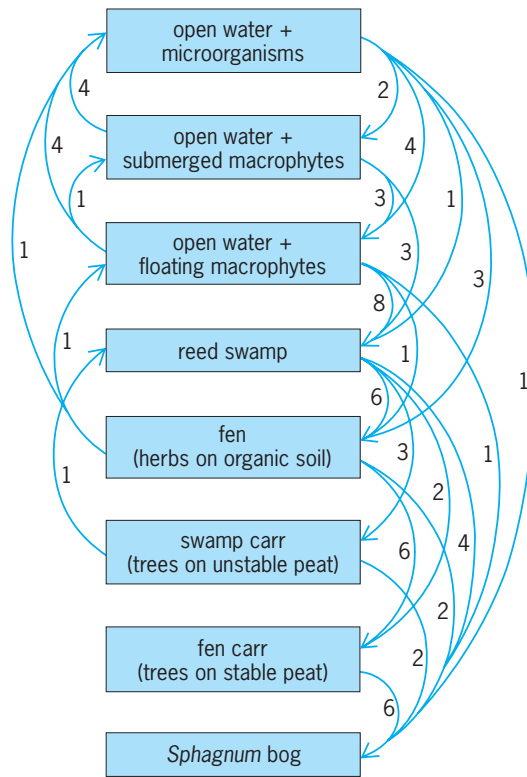 open water +
microorganisms
4
2
open water +
submerged macrophytes
4
4
1
3
1
open water +
floating macrophytes
3
1
3
8
reed swamp
1
1
1
6
fen
(herbs on organic soil)
3
1
2
1
swamp carr
(trees on unstable peat)
6
4
2
fen carr
(trees on stable peat)
2
6
Sphagnum bog